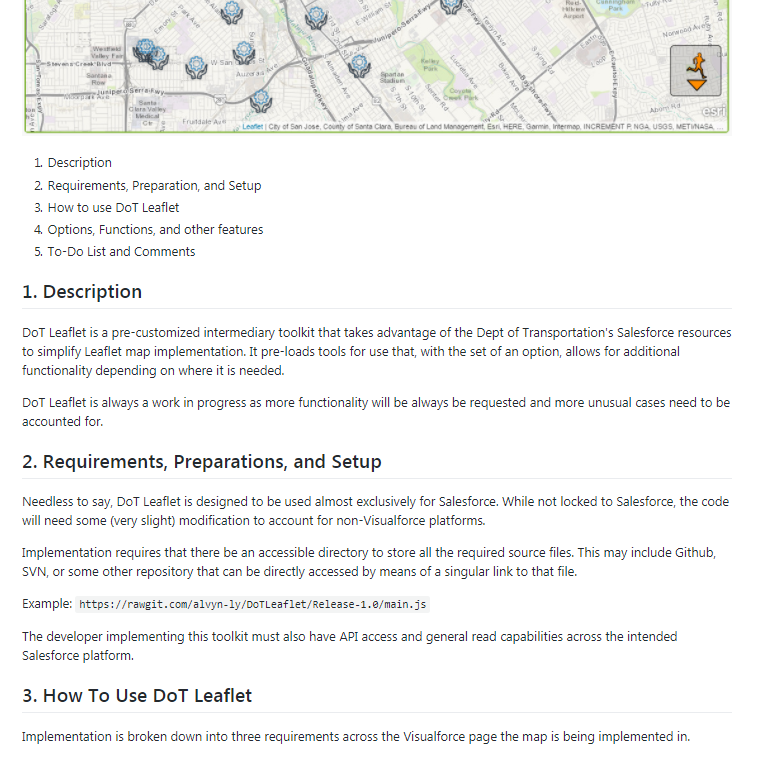 Red-
Hillview
Airport
Cunningham
Park
Norwood Ave
Westfield
Valley Fair
Stevens Creek Blvd
Santana
Row
W San
St
Auzerais Ave
Junipero Serra Fwy
Kelley
Park
Spartan
Stadium
S 7th St
S 10th St
Coyote
Creek Park
Santa
Clara Valley
Medical
Fruitdale Ave
Aborn Rd
esri
Leaflet | City of San Jose, County of Santa Clara, Bureau of Land Management, Esri, HERE, Garmin, Intermap, INCREMENT P, NGA, USGS, METI/NASA, ...
1. Description
2. Requirements, Preparation, and Setup
3. How to use DoT Leaflet
4. Options, Functions, and other features
5. To-Do List and Comments
1. Description
DoT Leaflet is a pre-customized intermediary toolkit that takes advantage of the Dept of Transportation's Salesforce resources
to simplify Leaflet map implementation. It pre-loads tools for use that, with the set of an option, allows for additional
functionality depending on where it is needed.
DoT Leaflet is always a work in progress as more functionality will be always be requested and more unusual cases need to be
accounted for.
2. Requirements, Preparations, and Setup
Needless to say, DoT Leaflet is designed to be used almost exclusively for Salesforce. While not locked to Salesforce, the code
will need some (very slight) modification to account for non-Visualforce platforms.
Implementation requires that there be an accessible directory to store all the required source files. This may include Github,
SVN, or some other repository that can be directly accessed by means of a singular link to that file.
Example: https://rawgit.com/alvyn-ly/DoTLeaflet/Release-1.0/main.js
The developer implementing this toolkit must also have API access and general read capabilities across the intended
Salesforce platform.
3. How To Use DoT Leaflet
Implementation is broken down into three requirements across the Visualforce page the map is being implemented in.